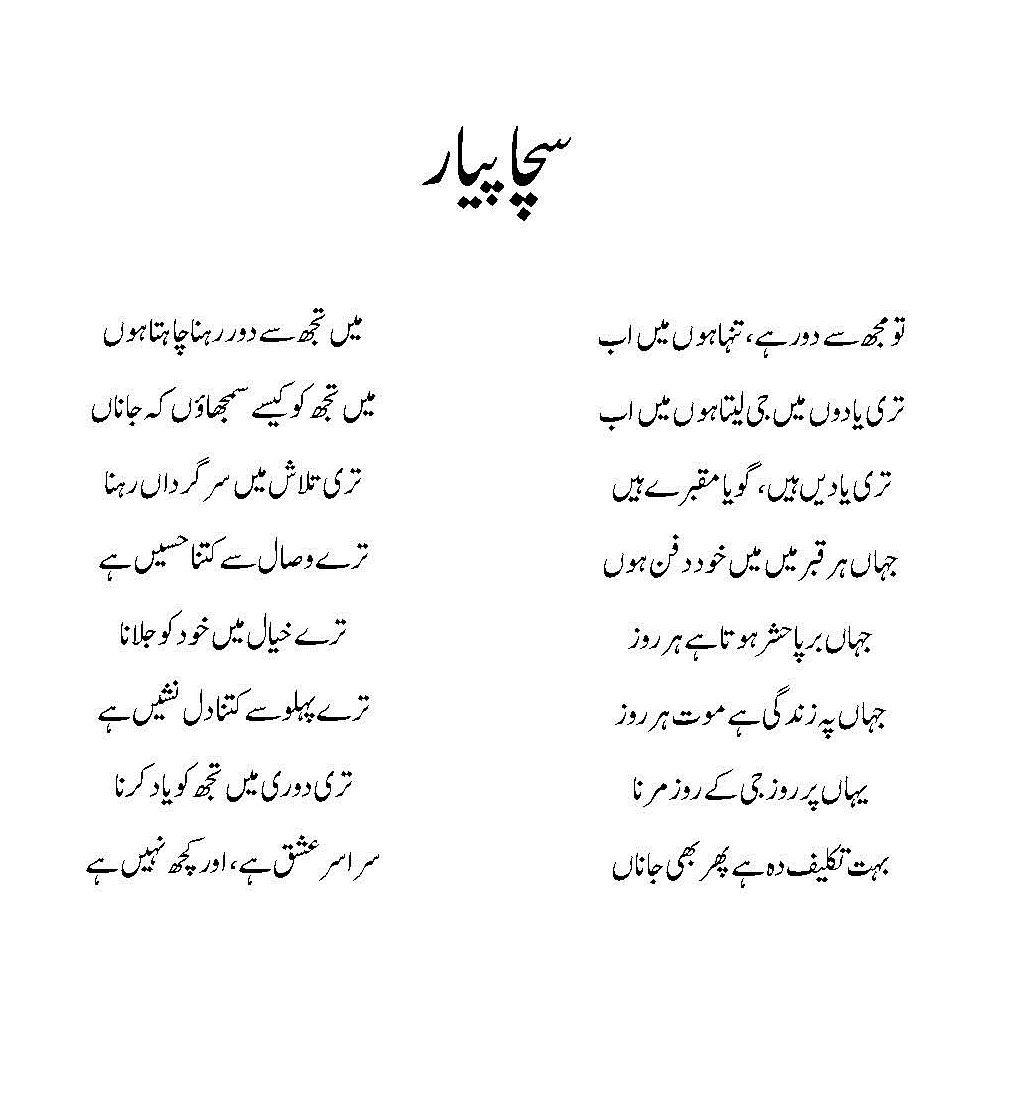 سچا پیار
تو مجھ سے دور ہے، تنہا ہوں میں اب
تری یادوں میں جی لیتا ہوں میں اب
تری یادیں ہیں، گویا مقبرے ہیں
جہاں ہر قبر میں میں خود دفن ہوں
جہاں برپا حشر ہوتا ہے ہر روز
جہاں پہ زندگی ہے موت ہر روز
یہاں پر روز جی کے روز مرنا
بہت تکلیف دہ ہے پھر بھی جاناں
میں تجھ سے دور رہنا چاہتا ہوں
میں تجھ کو کیسے سمجھاؤں کہ جاناں
تری تلاش میں سرگرداں رہنا
ترے وصال سے کتنا حسیں ہے
ترے خیال میں خود کو جلانا
ترے پہلو سے کتنا دل نشیں ہے
تری دوری میں تجھ کو یاد کرنا
سراسر عشق ہے، اور کچھ نہیں ہے